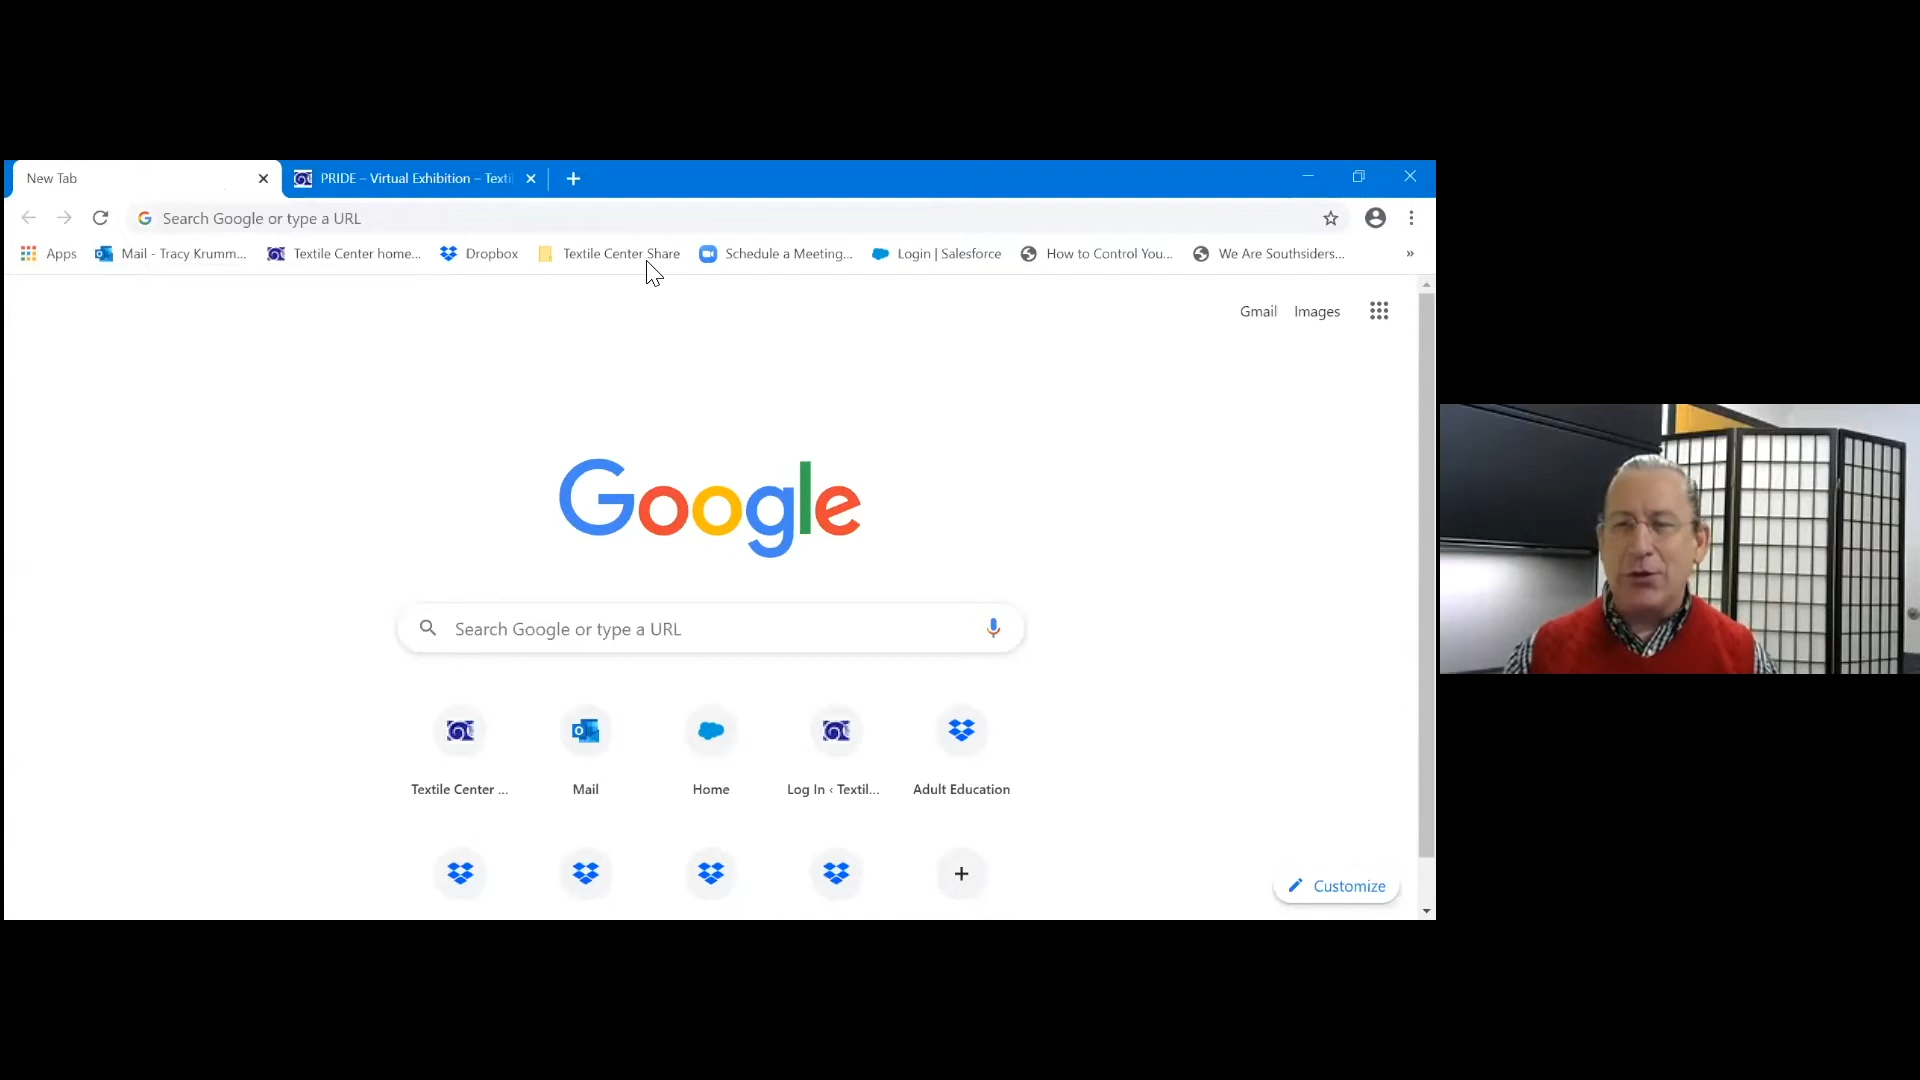 New Tab
PRIDE – Virtual Exhibition – Texti
Search Google or type a URL
Apps
Mail - Tracy Krumm...
Textile Center home...
Dropbox
Textile Center Share
Schedule a Meeting...
Login | Salesforce
How to Control You...
We Are Southsiders...
Gmail
Images
Google
Search Google or type a URL
Textile Center ...
Mail
Home
Log In ‹ Textil...
Adult Education
Customize